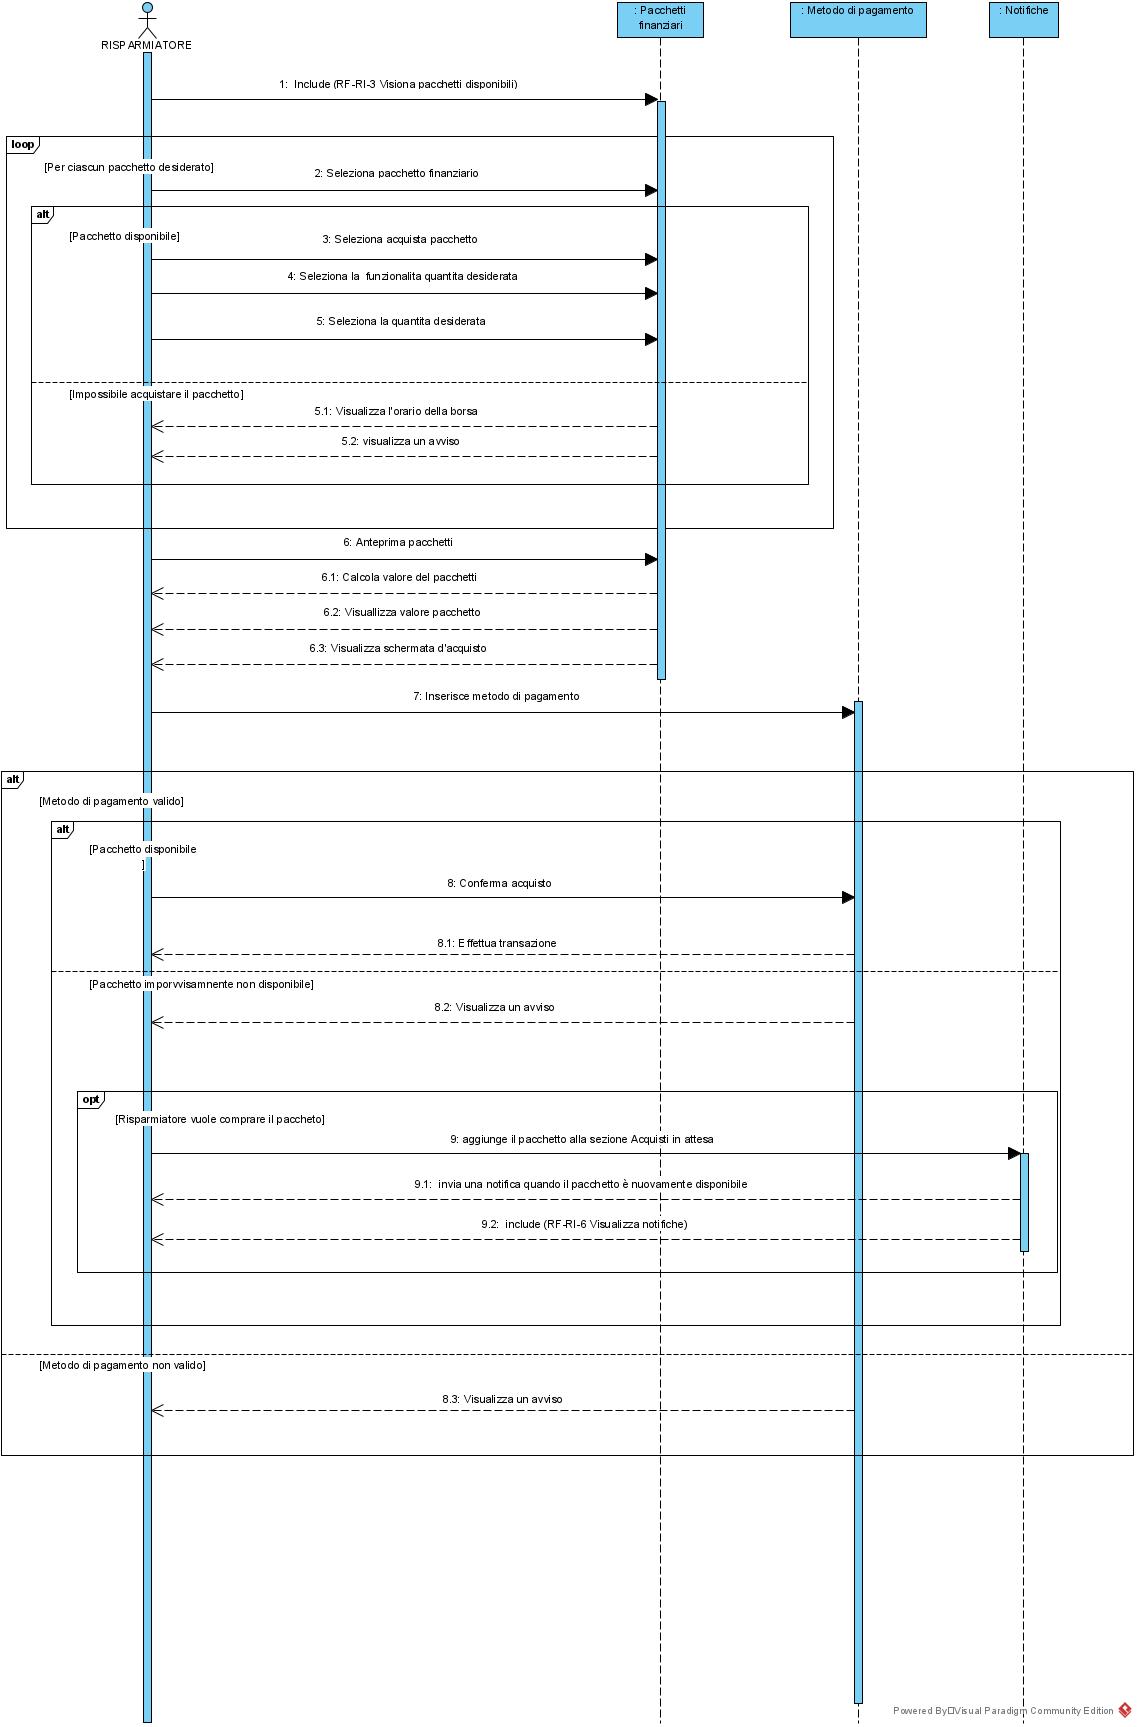 RISPARMIATORE
: Pacchetti
finanziari
: Metodo di pagamento
: Notifiche
1:  Include (RF-RI-3 Visiona pacchetti disponibili)
loop
[Per ciascun pacchetto desiderato]
2: Seleziona pacchetto finanziario
alt
[Pacchetto disponibile]
3: Seleziona acquista pacchetto
4: Seleziona la  funzionalita quantita desiderata
5: Seleziona la quantita desiderata
[Impossibile acquistare il pacchetto]
5.1: Visualizza l'orario della borsa
5.2: visualizza un avviso
6: Anteprima pacchetti
6.1: Calcola valore del pacchetti
6.2: Visuallizza valore pacchetto
6.3: Visualizza schermata d'acquisto
7: Inserisce metodo di pagamento
alt
[Metodo di pagamento valido]
alt
[Pacchetto disponibile
]
8: Conferma acquisto
8.1: Effettua transazione
[Pacchetto imporvvisamnente non disponibile]
8.2: Visualizza un avviso
opt
[Risparmiatore vuole comprare il paccheto]
9: aggiunge il pacchetto alla sezione Acquisti in attesa
9.1:  invia una notifica quando il pacchetto è nuovamente disponibile
9.2:  include (RF-RI-6 Visualizza notifiche)
[Metodo di pagamento non valido]
8.3: Visualizza un avviso
Powered By□Visual Paradigm Community Edition